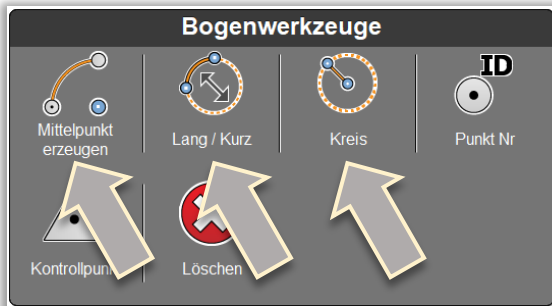 Bogenwerkzeuge
ID
Mittelpunkt
erzeugen
Lang / Kurz
Kreis
Punkt Nr
Löschen